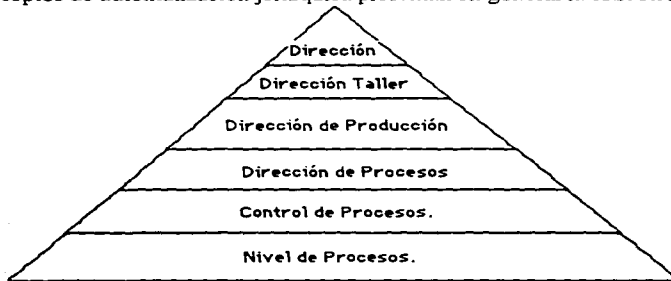 Dirección
Dirección Taller
Dirección de Producción
Dirección de Procesos
Control de Procesos.
Nivel de Procesos.